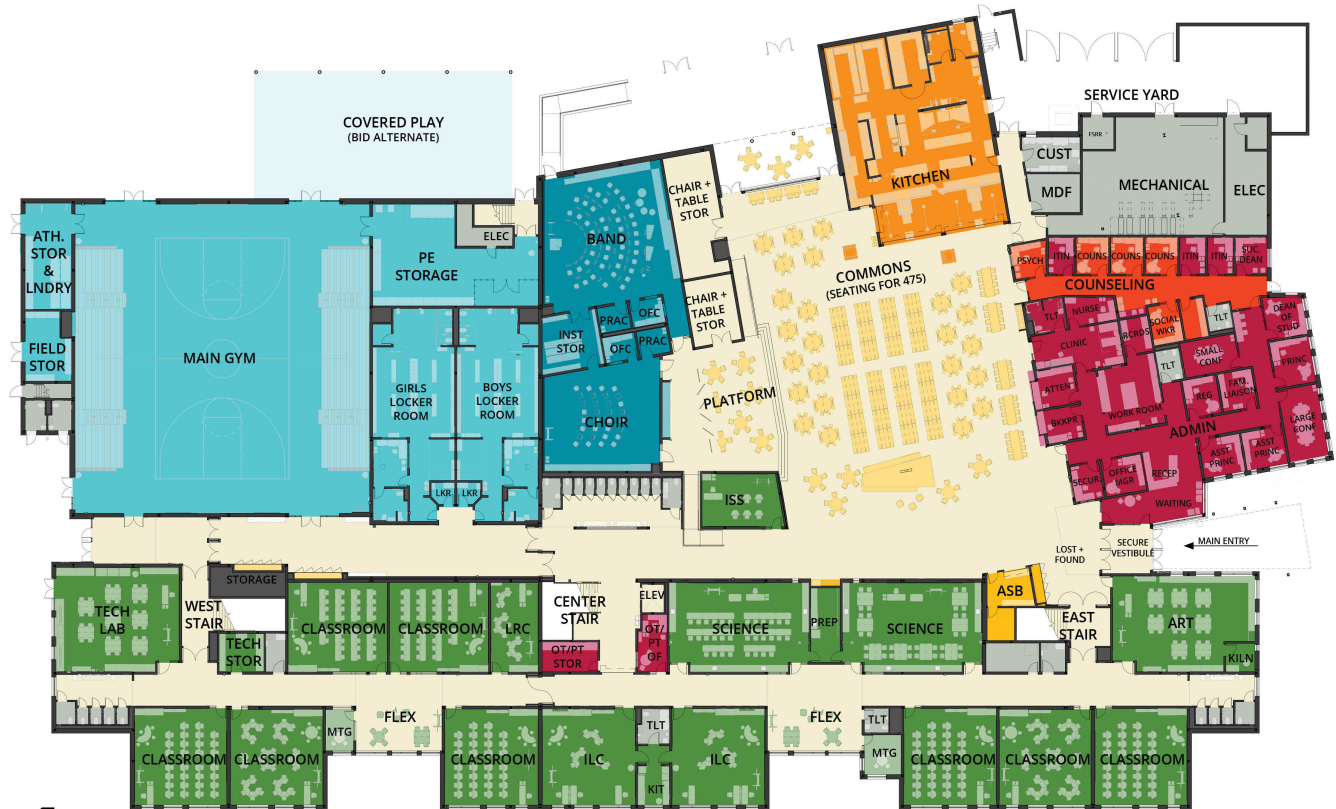 COVERED PLAY
(BID ALTERNATE)
SERVICE YARD
KITCHEN
FSRR
CUST
MDF
MECHANICAL
ELEC
ATH.
STOR
&
LNDRY
FIELD
STOR
MAIN GYM
PE
STORAGE
ELEC
BAND
CHAIR +
TABLE
STOR
CHAIR +
TABLE
STOR
INST
STOR
PRAC
OFC
OFC
PRAC
CHOIR
GIRLS
LOCKER
ROOM
BOYS
LOCKER
ROOM
LKR
LKR
COMMONS
(SEATING FOR 475)
PLATFORM
ISS
PSYCH
ITIN
COUNS
COUNS
COUNS
ITIN
ITIN
SUC
DEAN
COUNSELING
TLT
NURSE
CLINIC
RCRDS
SOCIAL
WKR
TLT
DEAN
OF
STUD
SMALL
CONF
PRINC
TLT
ATTEN
WORK ROOM
REG
FAM.
LIAISON
BKKPR
ADMIN
LARGE
CONF
ASST
PRINC
ASST
PRINC
SECUR
OFFICE
MGR
RECEP
WAITING
LOST +
FOUND
SECURE
VESTIBULE
MAIN ENTRY
TECH
LAB
WEST
STAIR
STORAGE
TECH
STOR
CLASSROOM
CLASSROOM
LRC
CENTER
STAIR
OT/PT
STOR
ELEV
OT/
PT
OF
SCIENCE
PREP
SCIENCE
ASB
EAST
STAIR
ART
KILN
CLASSROOM
CLASSROOM
MTG
FLEX
CLASSROOM
ILC
TLT
KIT
ILC
FLEX
TLT
MTG
CLASSROOM
CLASSROOM
CLASSROOM